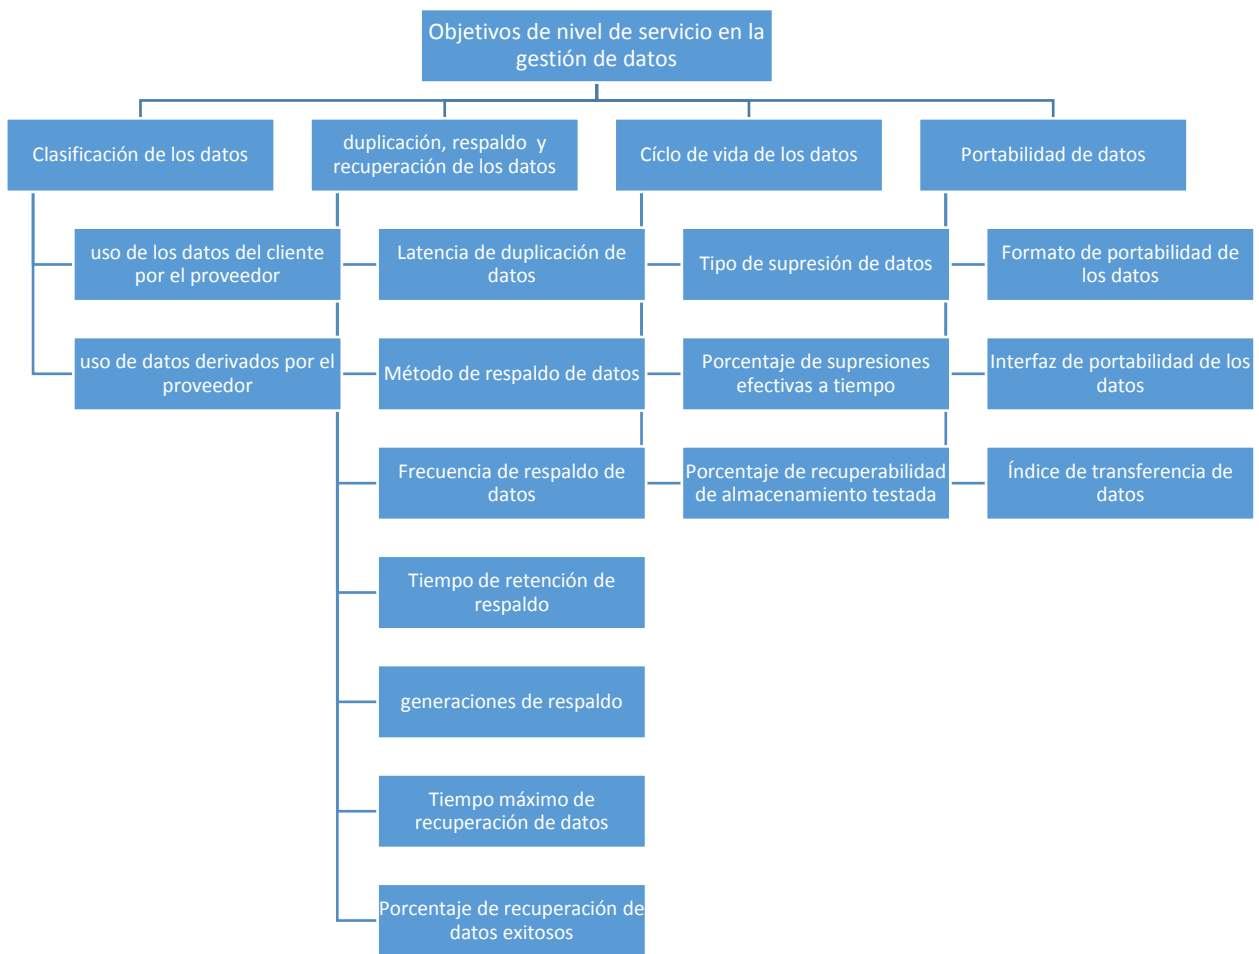 Objetivos de nivel de servicio en la
gestión de datos
Clasificación de los datos
duplicación, respaldo y
recuperación de los datos
Cíclo de vida de los datos
Portabilidad de datos
uso de los datos del cliente
por el proveedor
uso de datos derivados por el
proveedor
Latencia de duplicación de
datos
Método de respaldo de datos
Frecuencia de respaldo de
datos
Tiempo de retención de
respaldo
generaciones de respaldo
Tiempo máximo de
recuperación de datos
Porcentaje de recuperación de
datos exitosos
Tipo de supresión de datos
Porcentaje de supresiones
efectivas a tiempo
Porcentaje de recuperabilidad
de almacenamiento testada
Formato de portabilidad de
los datos
Interfaz de portabilidad de los
datos
Índice de transferencia de
datos